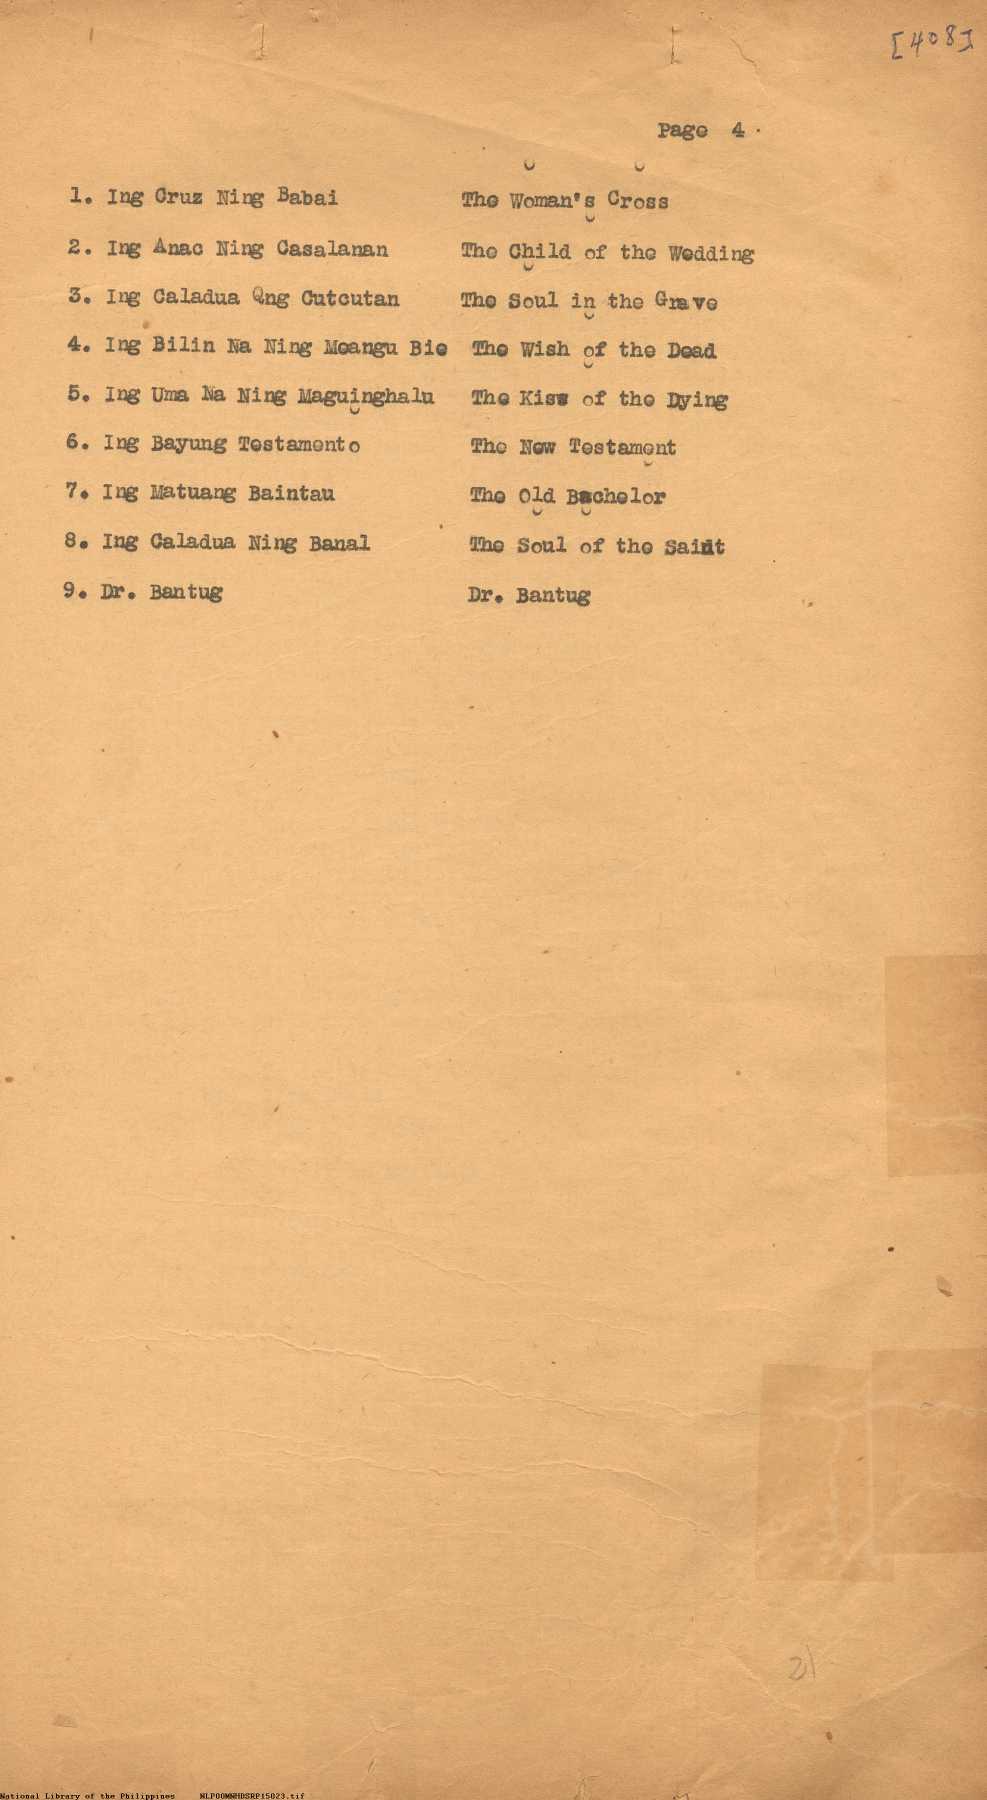 [408]
Page 4.
1. Ing Cruz Ning Babai The Woman's Cross
2. Ing Anac Ning Casalanan The Child of the Wedding
3. Ing Caladua Qng Cutcutan The Soul in the Grave
4. Ing Bilin Na Ning Meangu Bie The Wish of the Dead
5. Ing Uma Na Ning Maguinghalu The Kiss of the Dying
6. Ing Bayung Testamento The New Testament
7. Ing Matuang Baintau The Old Bachelor
8. Ing Caladua Ning Banal The Soul of the Saint
9. Dr. Bantug Dr. Bantug
21
National Library of the Philippines NLPOOMNHDSRP15023.tif